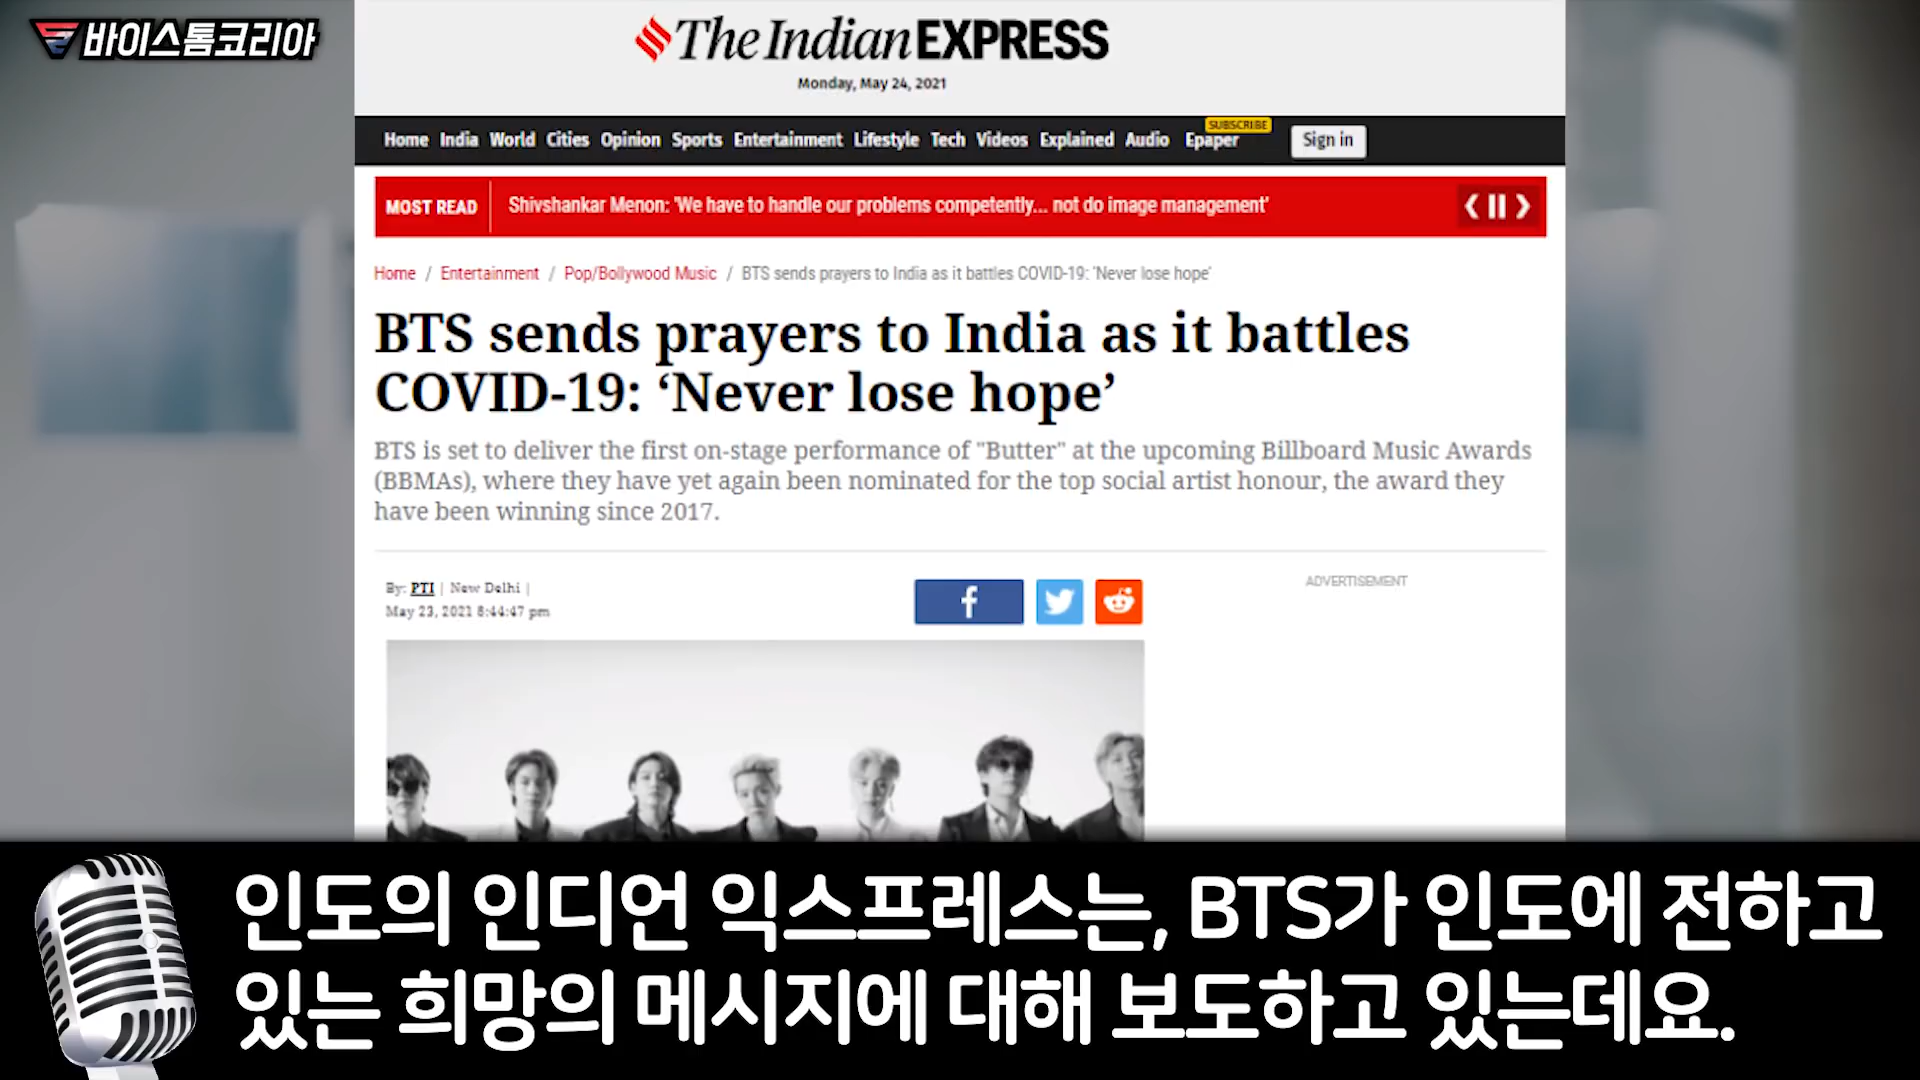 바이스톰코리아
The Indian EXPRESS
Monday, May 24, 2021
Home India World Cities Opinion Sports Entertainment Lifestyle Tech Videos Explained Audio Epaper SUBSCRIBE Sign in
MOST READ Shivshankar Menon: 'We have to handle our problems competently... not do image management'
Home / Entertainment / Pop/Bollywood Music / BTS sends prayers to India as it battles COVID-19: 'Never lose hope'
BTS sends prayers to India as it battles
COVID-19: ‘Never lose hope’
BTS is set to deliver the first on-stage performance of "Butter" at the upcoming Billboard Music Awards
(BBMAs), where they have yet again been nominated for the top social artist honour, the award they
have been winning since 2017.
By: PTI | New Delhi |
May 23, 2021 8:44:47 pm
ADVERTISEMENT
인도의 인디언 익스프레스는, BTS가 인도에 전하고
있는 희망의 메시지에 대해 보도하고 있는데요.